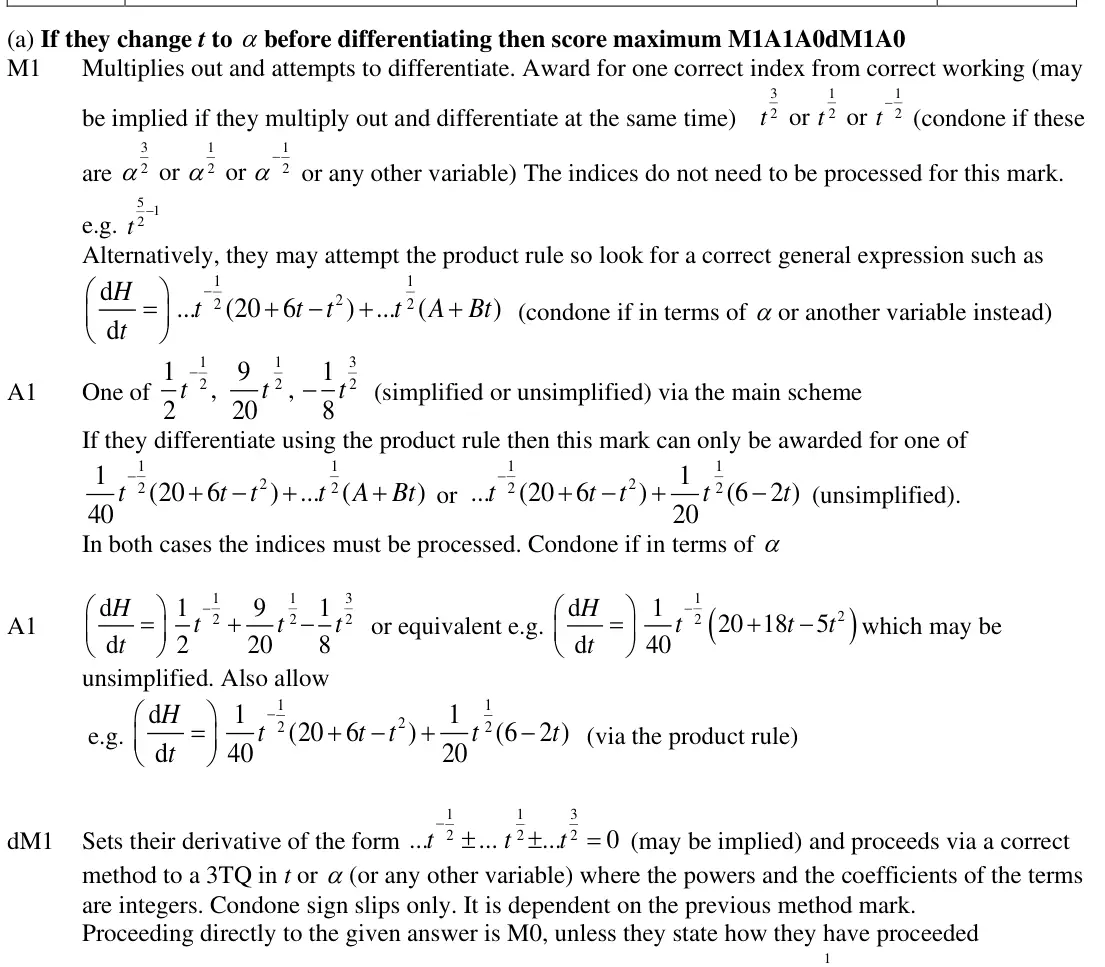 (a) If they change t to α before differentiating then score maximum M1A1A0dM1A0
M1 Multiplies out and attempts to differentiate. Award for one correct index from correct working (may
be implied if they multiply out and differentiate at the same time) t^{3/2} or t^{1/2} or t^{-1/2} (condone if these
are α^{3/2} or α^{1/2} or α^{-1/2} or any other variable) The indices do not need to be processed for this mark.
e.g. t^{5/2-1}
Alternatively, they may attempt the product rule so look for a correct general expression such as
(dH/dt =) ...t^{-1/2}(20+6t−t^2)+...t^{1/2}(A+Bt) (condone if in terms of α or another variable instead)
A1 One of 1/2 t^{-1/2}, 9/20 t^{1/2}, −1/8 t^{3/2} (simplified or unsimplified) via the main scheme
If they differentiate using the product rule then this mark can only be awarded for one of
1/40 t^{-1/2}(20+6t−t^2)+...t^{1/2}(A+Bt) or ...t^{-1/2}(20+6t−t^2)+1/20 t^{1/2}(6−2t) (unsimplified).
In both cases the indices must be processed. Condone if in terms of α
A1 (dH/dt =) 1/2 t^{-1/2} + 9/20 t^{1/2} − 1/8 t^{3/2} or equivalent e.g. (dH/dt =) 1/40 t^{-1/2}(20+18t−5t^2) which may be
unsimplified. Also allow
e.g. (dH/dt =) 1/40 t^{-1/2}(20+6t−t^2)+1/20 t^{1/2}(6−2t) (via the product rule)
dM1 Sets their derivative of the form ...t^{-1/2} ± ... t^{1/2} ± ...t^{3/2} = 0 (may be implied) and proceeds via a correct
method to a 3TQ in t or α (or any other variable) where the powers and the coefficients of the terms
are integers. Condone sign slips only. It is dependent on the previous method mark.
Proceeding directly to the given answer is M0, unless they state how they have proceeded
1